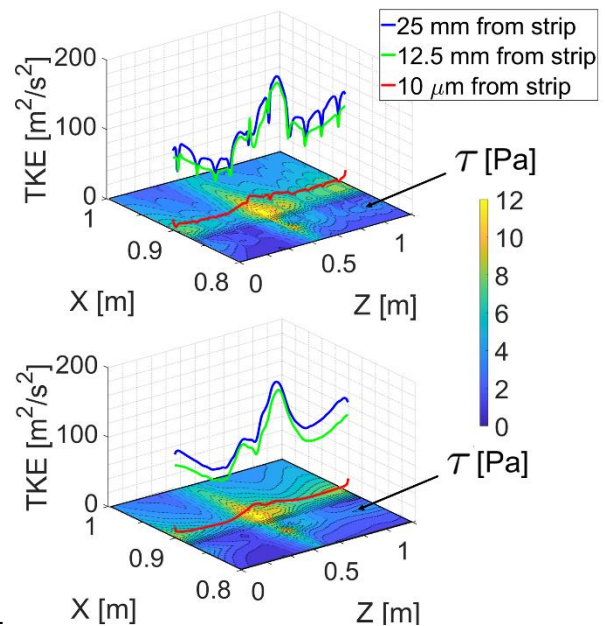 25 mm from strip
12.5 mm from strip
10 μm from strip
TKE [m²/s²]
200
100
0
1
0.9
0.8
X [m]
0
0.5
1
Z [m]
τ [Pa]
12
10
8
6
4
2
0
TKE [m²/s²]
200
100
0
1
0.9
0.8
X [m]
0
0.5
1
Z [m]
τ [Pa]